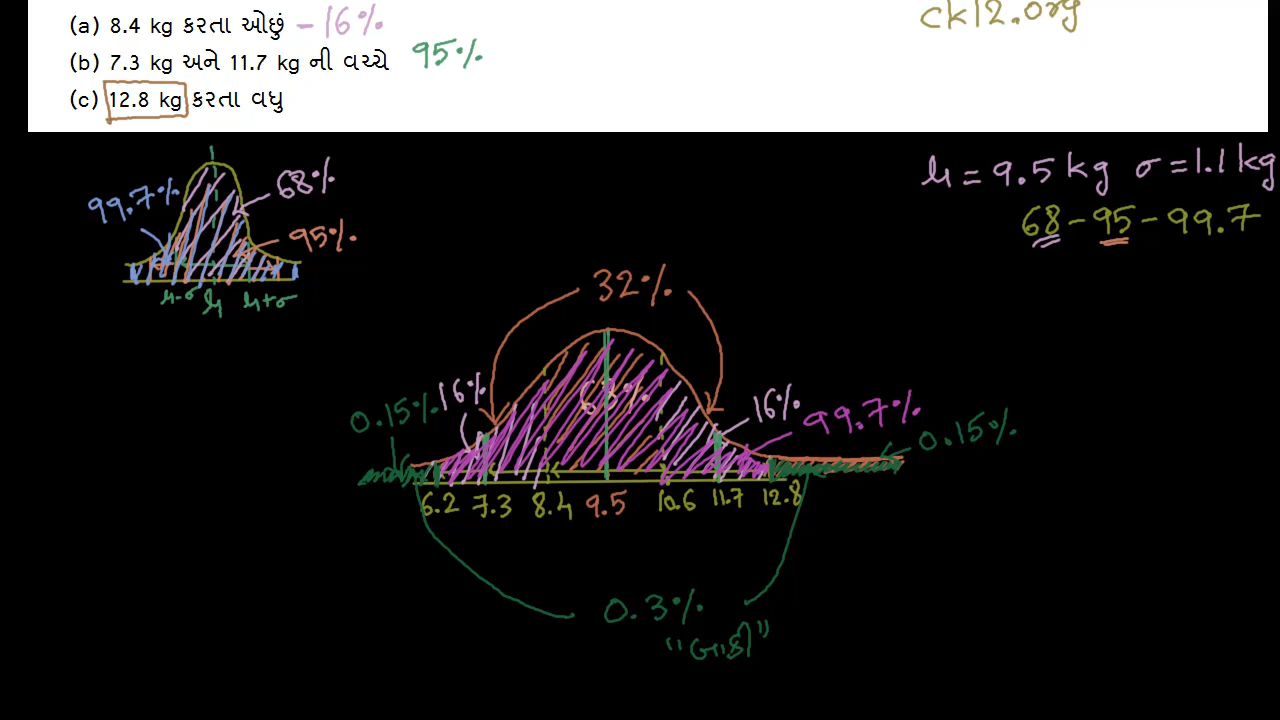 ck12.org
(a) 8.4 kg કરતા ઓછું – 16%
(b) 7.3 kg અને 11.7 kg ની વચ્ચે 95%
(c) 12.8 kg કરતા વધુ
μ = 9.5 kg σ = 1.1 kg
68 – 95 – 99.7
99.7%
68%
95%
μ-σ μ μ+σ
32%
68%
0.15%
16%
16%
99.7%
0.15%
6.2 7.3 8.4 9.5 10.6 11.7 12.8
0.3%
"બાકી"